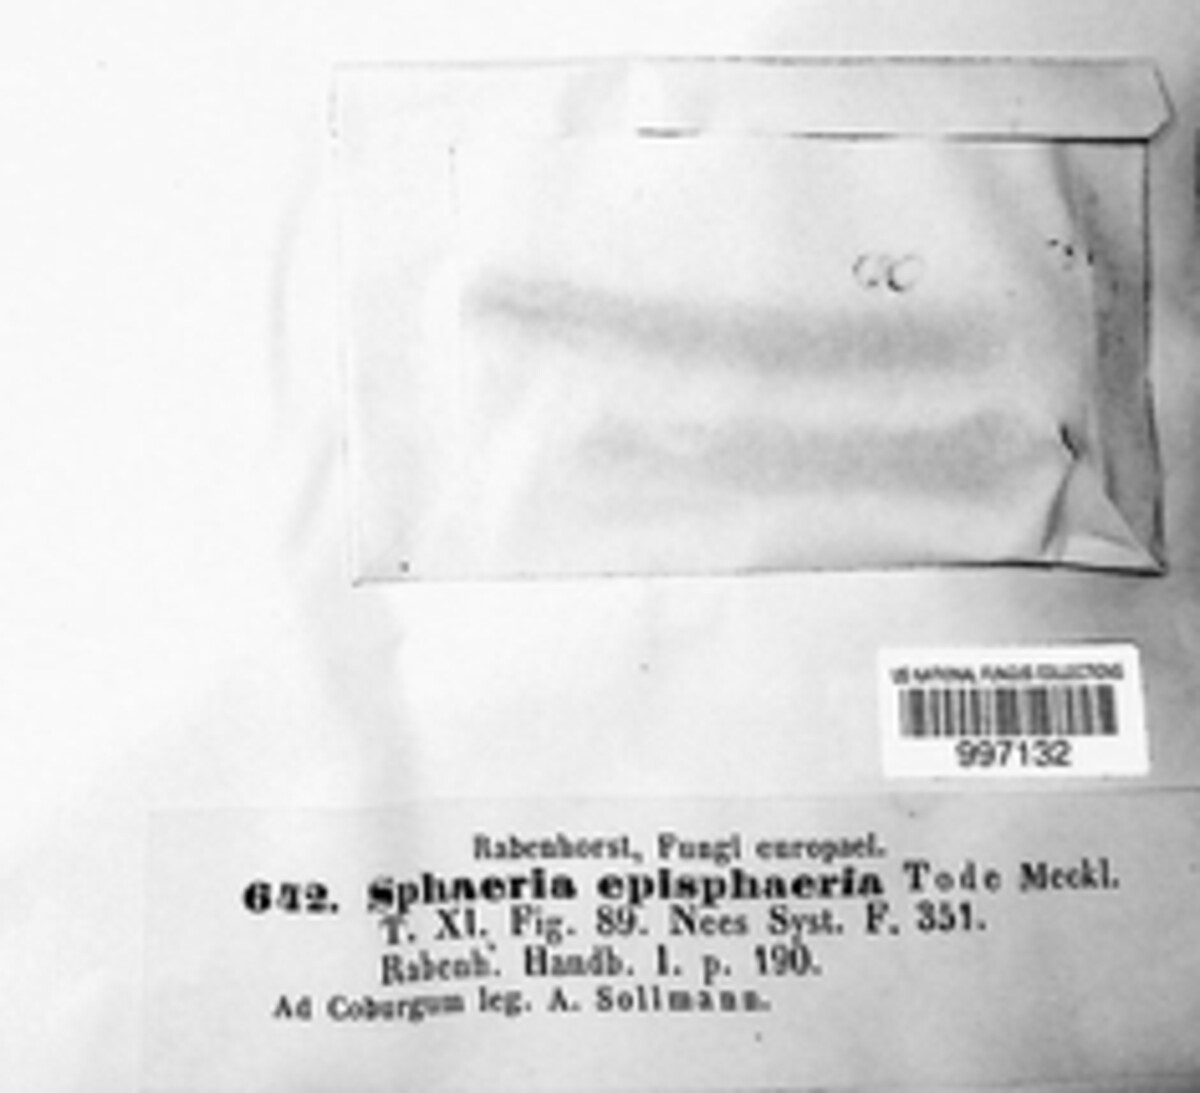 US NATIONAL FUNGUS COLLECTIONS
997132
Rabenhorst, Fungi europaei.
642. Sphaeria episphaeria Tode Meckl.
T. XI. Fig. 89. Nees Syst. F. 351.
Rabenh. Handb. I. p. 190.
Ad Coburgum leg. A. Sollmann.